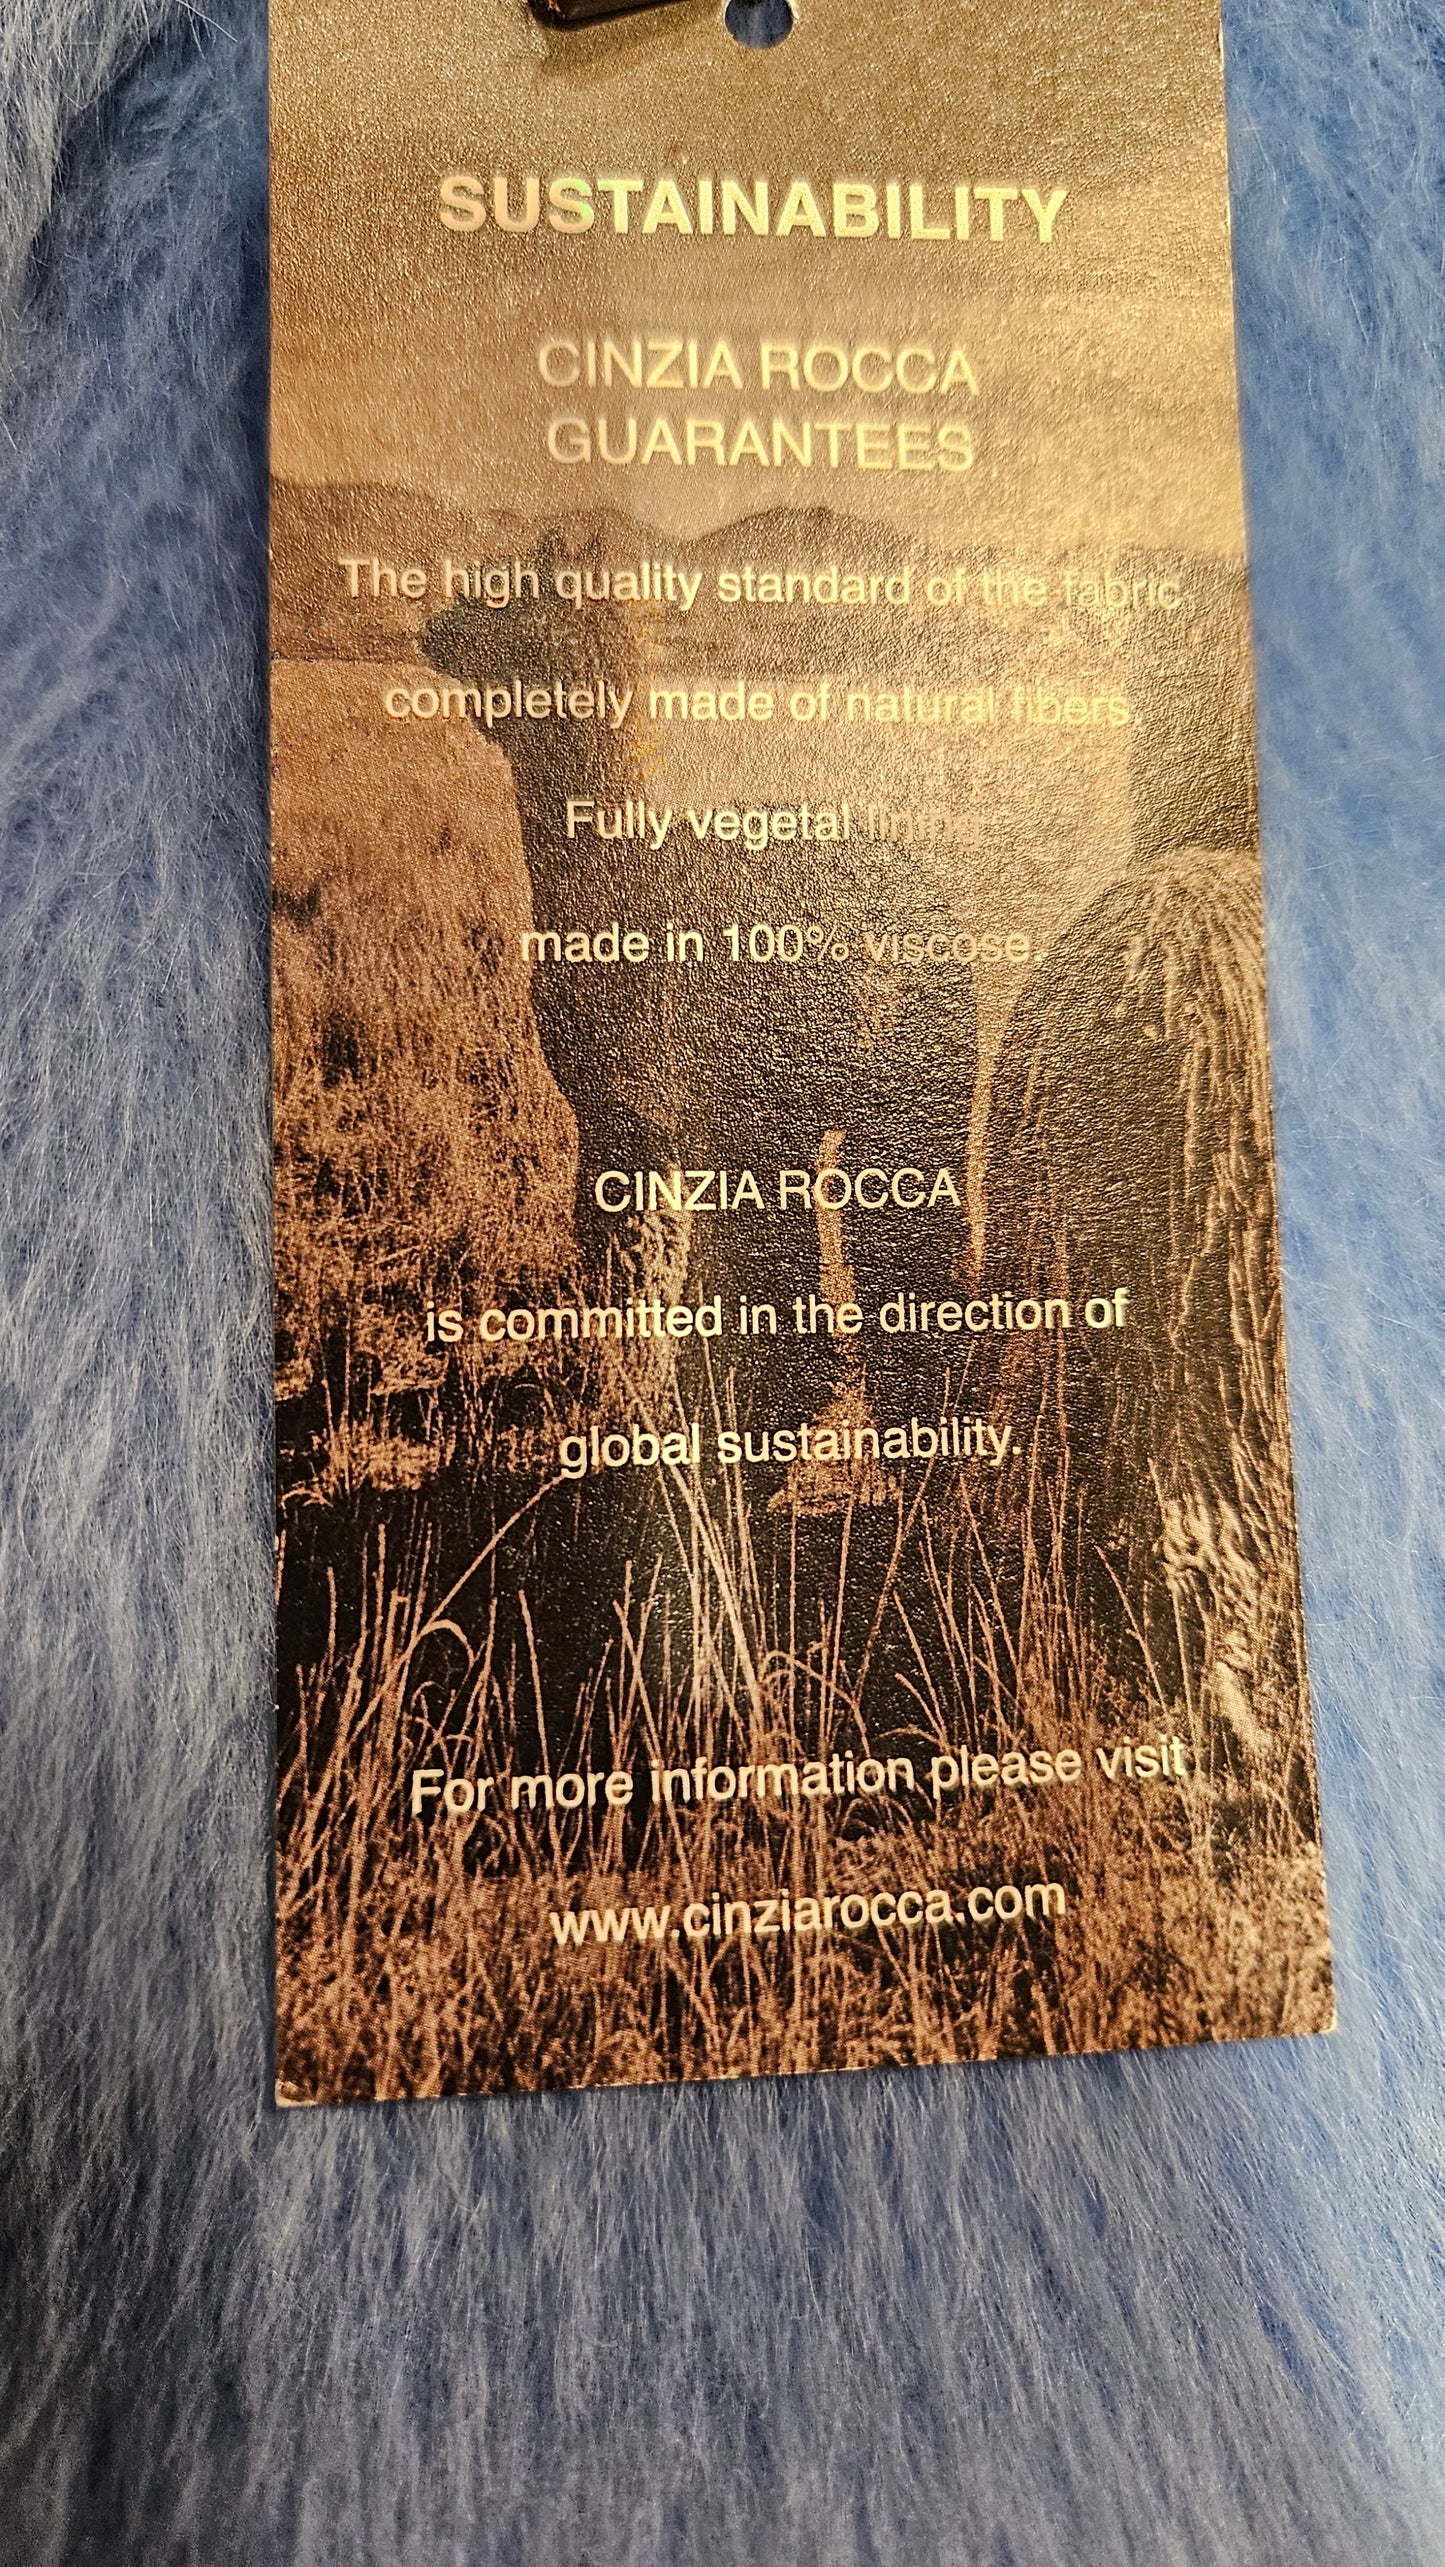 SUSTAINABILITY
CINZIA ROCCA
GUARANTEES
The high quality standard of the fabric
completely made of natural fibers.
Fully vegetal lining
made in 100% viscose.
CINZIA ROCCA
is committed in the direction of
global sustainability.
For more information please visit
www.cinziarocca.com